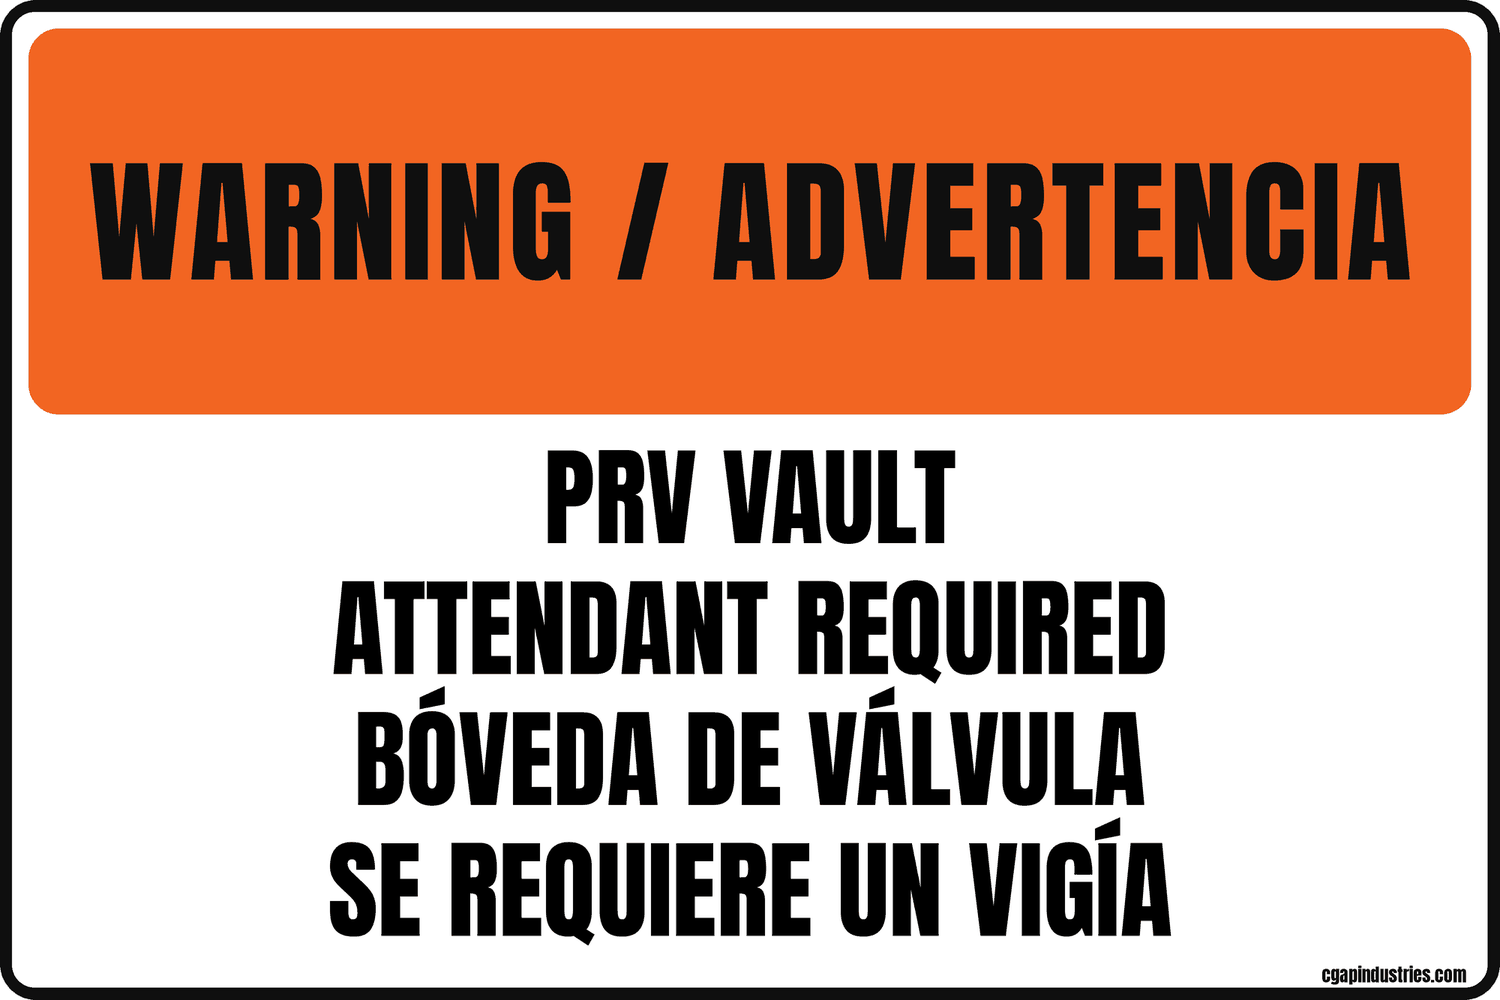 WARNING / ADVERTENCIA
PRV VAULT
ATTENDANT REQUIRED
BÓVEDA DE VÁLVULA
SE REQUIERE UN VIGÍA
cgapindustries.com